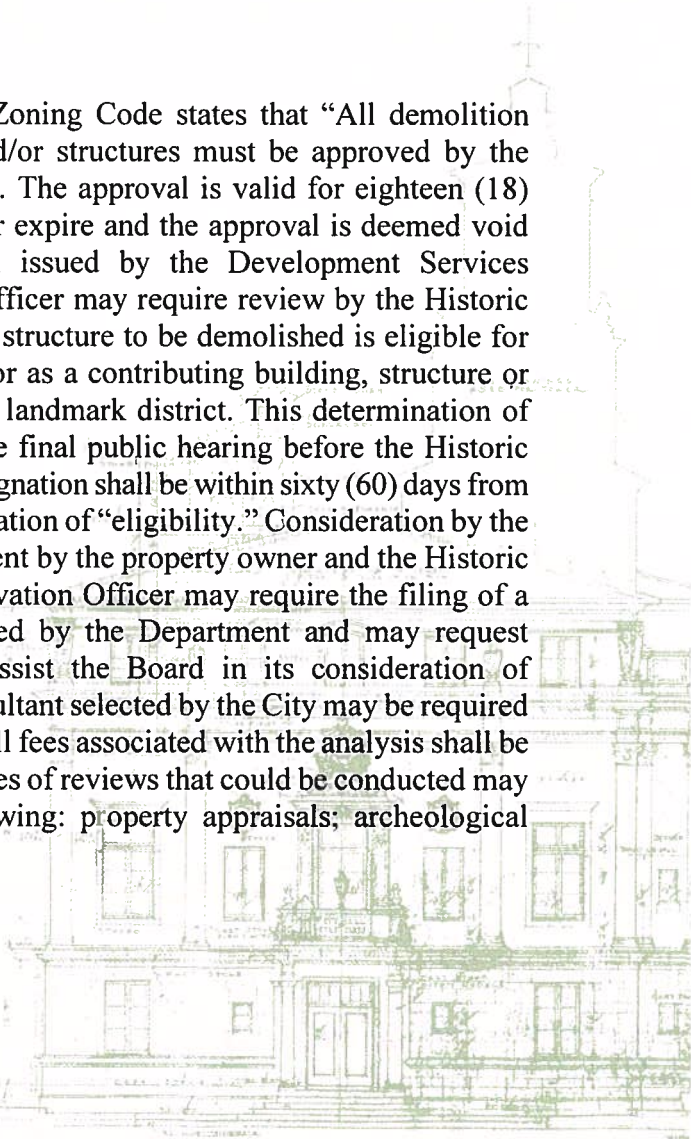 Zoning Code states that “All demolition
d/or structures must be approved by the
. The approval is valid for eighteen (18)
r expire and the approval is deemed void
issued by the Development Services
fficer may require review by the Historic
structure to be demolished is eligible for
or as a contributing building, structure or
landmark district. This determination of
e final public hearing before the Historic
gnation shall be within sixty (60) days from
ation of “eligibility.” Consideration by the
ent by the property owner and the Historic
vation Officer may require the filing of a
ed by the Department and may request
ssist the Board in its consideration of
ultant selected by the City may be required
ll fees associated with the analysis shall be
es of reviews that could be conducted may
wing: property appraisals; archeological